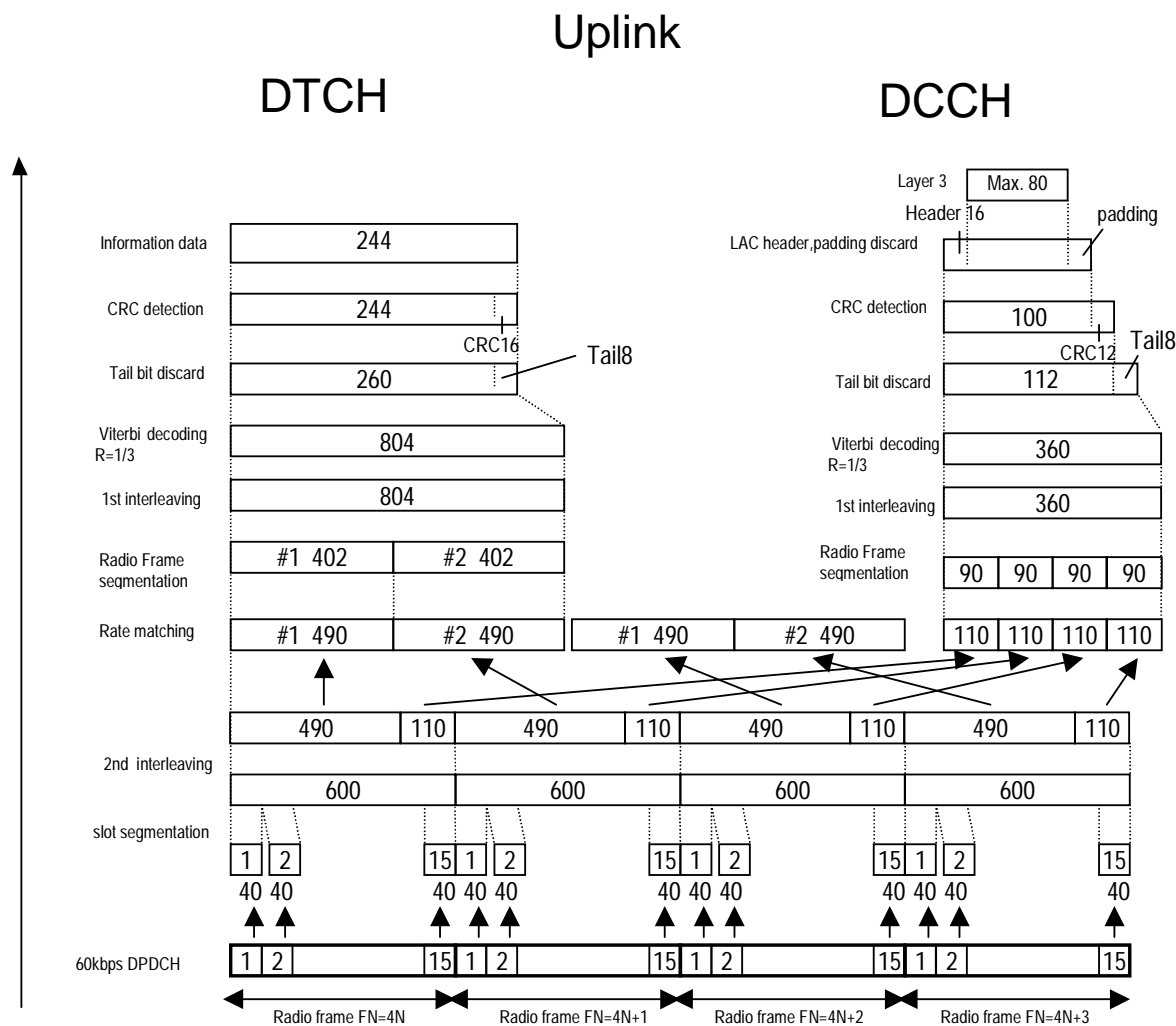 Uplink
DTCH
DCCH
Layer 3
Max. 80
Header 16
padding
Information data
244
LAC header,padding discard
CRC detection
244
CRC16
CRC detection
100
CRC12
Tail8
Tail bit discard
260
Tail8
Tail bit discard
112
Viterbi decoding
R=1/3
804
Viterbi decoding
R=1/3
360
1st interleaving
804
1st interleaving
360
Radio Frame
segmentation
#1 402
#2 402
Radio Frame
segmentation
90 90 90 90
Rate matching
#1 490
#2 490
#1 490
#2 490
110 110 110 110
490 110 490 110 490 110 490 110
2nd interleaving
600 600 600 600
slot segmentation
1 2 15 1 2 15 1 2 15 1 2 15
40 40 40 40 40 40 40 40 40 40 40 40
60kbps DPDCH
1 2 15 1 2 15 1 2 15 1 2 15
Radio frame FN=4N
Radio frame FN=4N+1
Radio frame FN=4N+2
Radio frame FN=4N+3